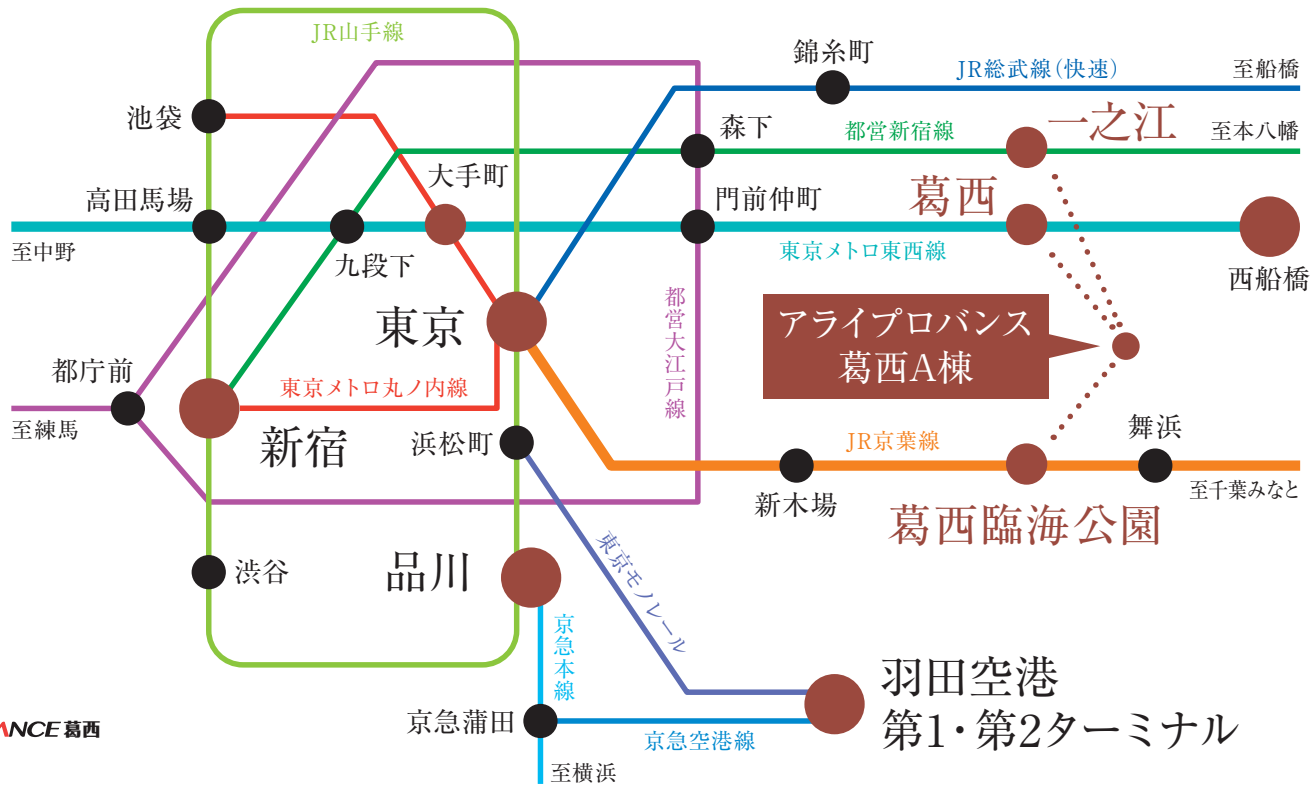 JR山手線
錦糸町
JR総武線(快速)
至船橋
池袋
森下
都営新宿線
一之江
至本八幡
大手町
高田馬場
門前仲町
葛西
至中野
九段下
東京メトロ東西線
西船橋
東京
都営大江戸線
アライプロバンス
葛西A棟
都庁前
東京メトロ丸ノ内線
至練馬
新宿
浜松町
JR京葉線
舞浜
新木場
至千葉みなと
葛西臨海公園
渋谷
品川
東京モノレール
京急本線
羽田空港
第1・第2ターミナル
京急蒲田
京急空港線
至横浜
NCE 葛西